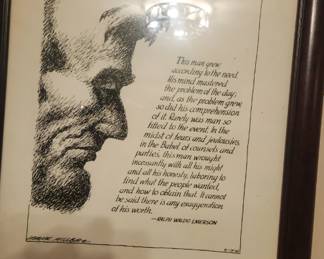 This man grew
according to the need.
His mind mastered
the problem of the day;
and, as the problem grew,
so did his comprehension
of it. Rarely was man so
fitted to the event. In the
midst of fears and jealousies,
in the Babel of counsels and
parties, this man wrought
incessantly with all his might
and all his honesty, laboring to
find what the people wanted,
and how to obtain that. It cannot
be said there is any exaggeration
of his worth.
—RALPH WALDO EMERSON